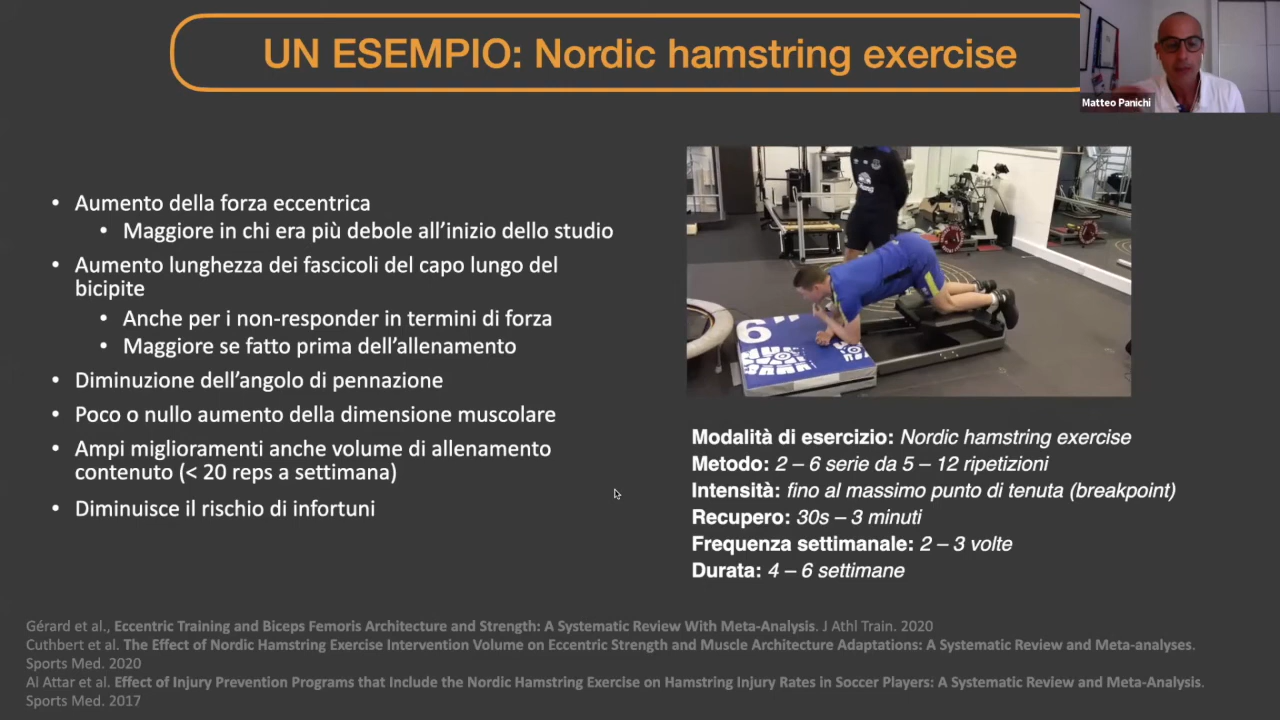 UN ESEMPIO: Nordic hamstring exercise
Matteo Panichi
• Aumento della forza eccentrica
• Maggiore in chi era più debole all'inizio dello studio
• Aumento lunghezza dei fascicoli del capo lungo del
bicipite
• Anche per i non-responder in termini di forza
• Maggiore se fatto prima dell'allenamento
• Diminuzione dell'angolo di pennazione
• Poco o nullo aumento della dimensione muscolare
• Ampi miglioramenti anche volume di allenamento
contenuto (< 20 reps a settimana)
• Diminuisce il rischio di infortuni
6
Modalità di esercizio: Nordic hamstring exercise
Metodo: 2 – 6 serie da 5 – 12 ripetizioni
Intensità: fino al massimo punto di tenuta (breakpoint)
Recupero: 30s – 3 minuti
Frequenza settimanale: 2 – 3 volte
Durata: 4 – 6 settimane
Gérard et al., Eccentric Training and Biceps Femoris Architecture and Strength: A Systematic Review With Meta-Analysis. J Athl Train. 2020
Cuthbert et al. The Effect of Nordic Hamstring Exercise Intervention Volume on Eccentric Strength and Muscle Architecture Adaptations: A Systematic Review and Meta-analyses.
Sports Med. 2020
Al Attar et al. Effect of Injury Prevention Programs that Include the Nordic Hamstring Exercise on Hamstring Injury Rates in Soccer Players: A Systematic Review and Meta-Analysis.
Sports Med. 2017